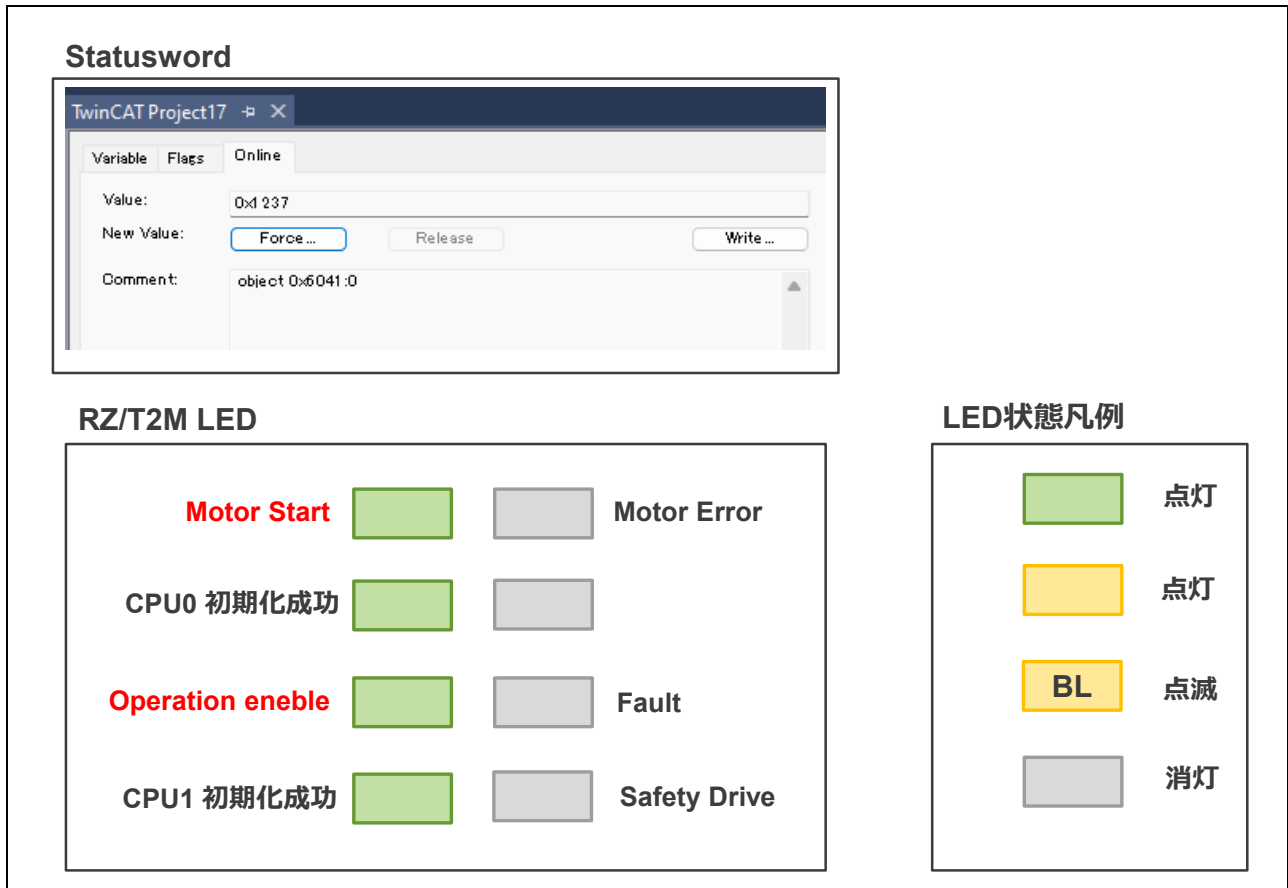 Statusword
TwinCAT Project17
Variable Flags Online
Value: 0x1237
New Value: Force... Release Write...
Comment: object 0x6041:0
RZ/T2M LED
Motor Start Motor Error
CPU0 初期化成功
Operation eneble Fault
CPU1 初期化成功 Safety Drive
LED状態凡例
点灯
点灯
BL 点滅
消灯